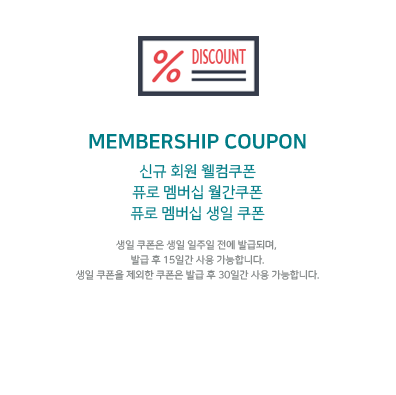 % DISCOUNT
MEMBERSHIP COUPON
신규 회원 웰컴쿠폰
퓨로 멤버십 월간쿠폰
퓨로 멤버십 생일 쿠폰
생일 쿠폰은 생일 일주일 전에 발급되며,
발급 후 15일간 사용 가능합니다.
생일 쿠폰을 제외한 쿠폰은 발급 후 30일간 사용 가능합니다.